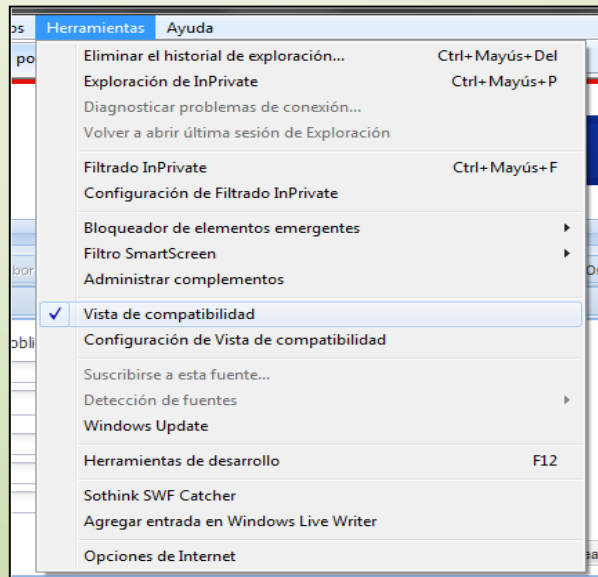 os Herramientas Ayuda
po
Eliminar el historial de exploración... Ctrl+Mayús+Del
Exploración de InPrivate Ctrl+Mayús+P
Diagnosticar problemas de conexión...
Volver a abrir última sesión de Exploración
Filtrado InPrivate Ctrl+Mayús+F
Configuración de Filtrado InPrivate
Bloqueador de elementos emergentes
Filtro SmartScreen
bor
Administrar complementos
Vista de compatibilidad
Configuración de Vista de compatibilidad
obli
Suscribirse a esta fuente...
Detección de fuentes
Windows Update
Herramientas de desarrollo F12
Sothink SWF Catcher
Agregar entrada en Windows Live Writer
Opciones de Internet